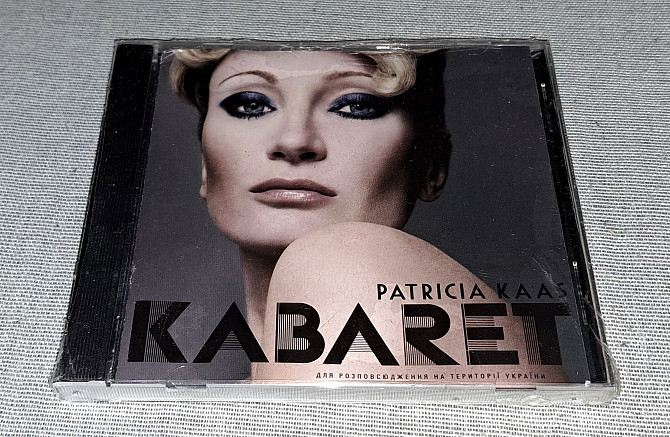 PATRICIA KAAS
KABARET
ДЛЯ РОЗПОВСЮДЖЕННЯ НА ТЕРИТОРІЇ УКРАЇНИ